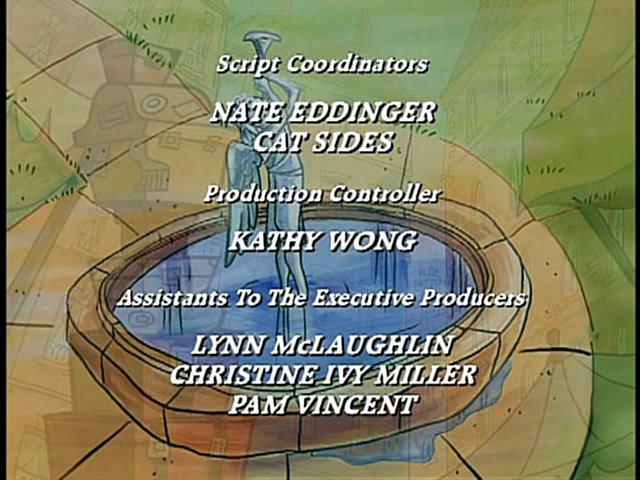 Script Coordinators
NATE EDDINGER
CAT SIDES
Production Controller
KATHY WONG
Assistants To The Executive Producers
LYNN McLAUGHLIN
CHRISTINE IVY MILLER
PAM VINCENT